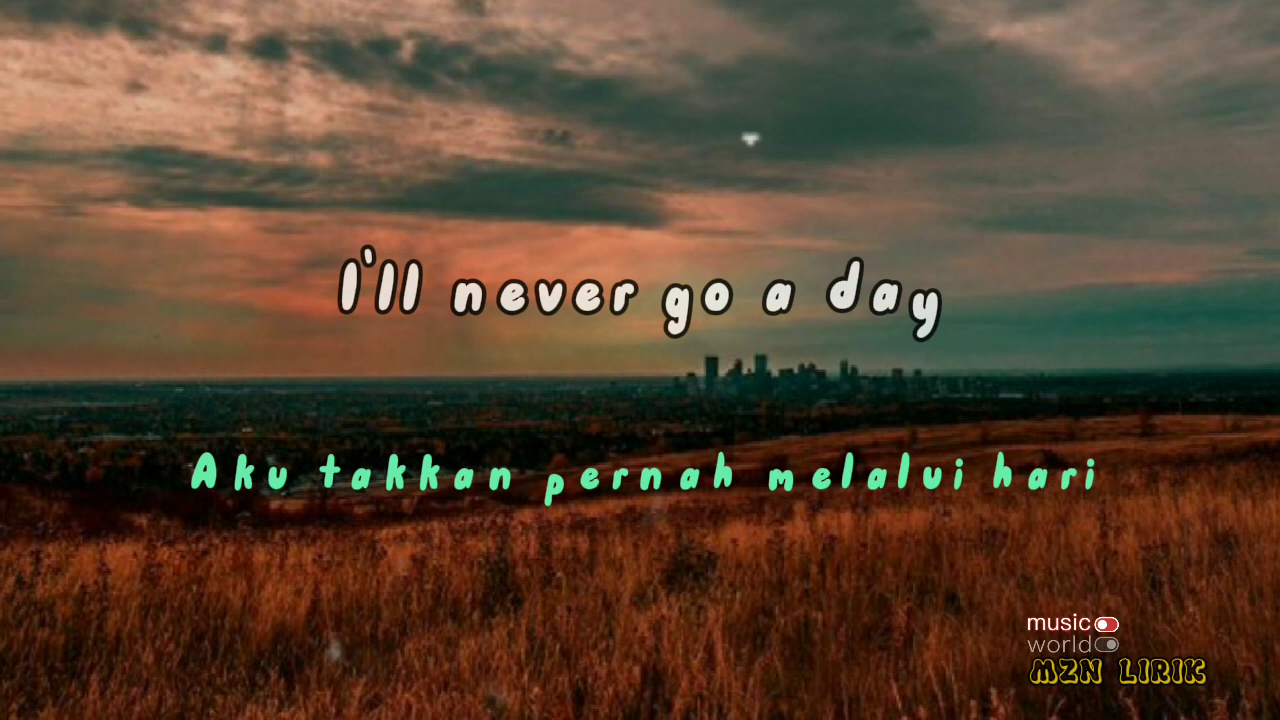 I'll never go a day
Aku takkan pernah melalui hari
music
world
MZN LIRIK